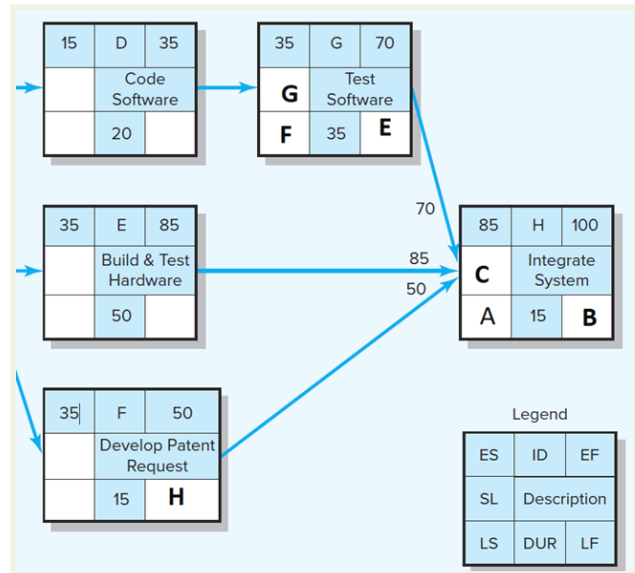 15 D 35
Code
Software
20
35 G 70
G
Test
Software
F 35 E
70
35 E 85
Build & Test
Hardware
50
85
50
85 H 100
C
Integrate
System
A 15 B
35 F 50
Develop Patent
Request
15 H
Legend
ES ID EF
SL Description
LS DUR LF